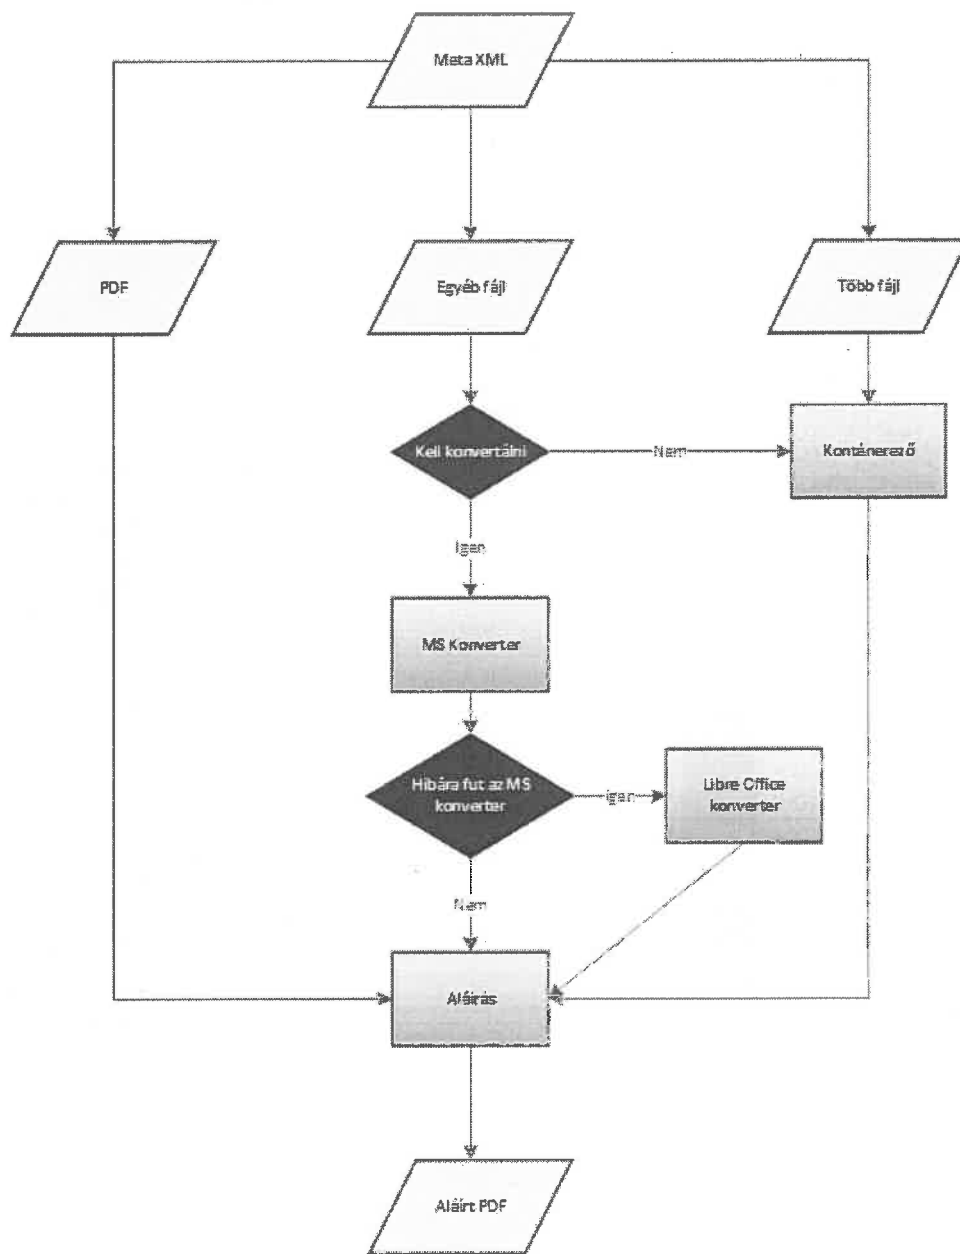 Meta XML
PDF
Egyéb fájl
Több fájl
Kell konvertálni
Nem
Konténerező
Igen
MS Konverter
Hibára fut az MS
konverter
Igen
Libre Office
konverter
Nem
Aláírás
Aláírt PDF